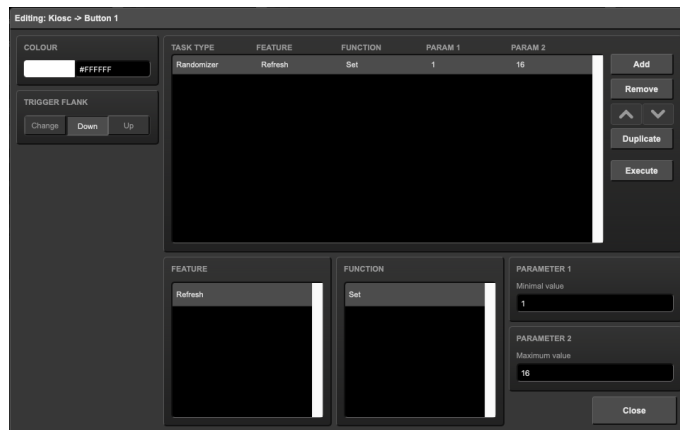 Editing: Kiosc -> Button 1
COLOUR
#FFFFFF
TRIGGER FLANK
Change Down Up
TASK TYPE FEATURE FUNCTION PARAM 1 PARAM 2
Randomizer Refresh Set 1 16
Add
Remove
Duplicate
Execute
FEATURE
Refresh
FUNCTION
Set
PARAMETER 1
Minimal value
1
PARAMETER 2
Maximum value
16
Close